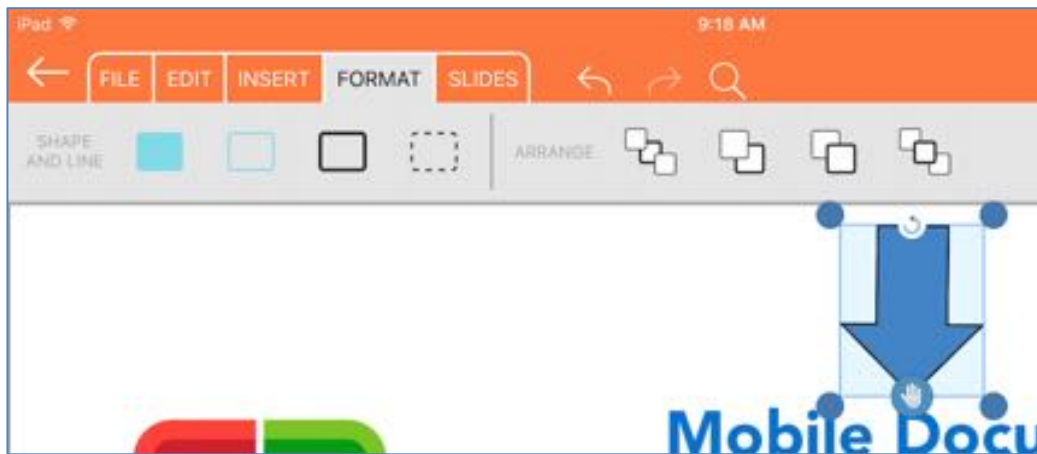 iPad 9:18 AM
FILE EDIT INSERT FORMAT SLIDES
SHAPE
AND LINE
ARRANGE
Mobile Docu